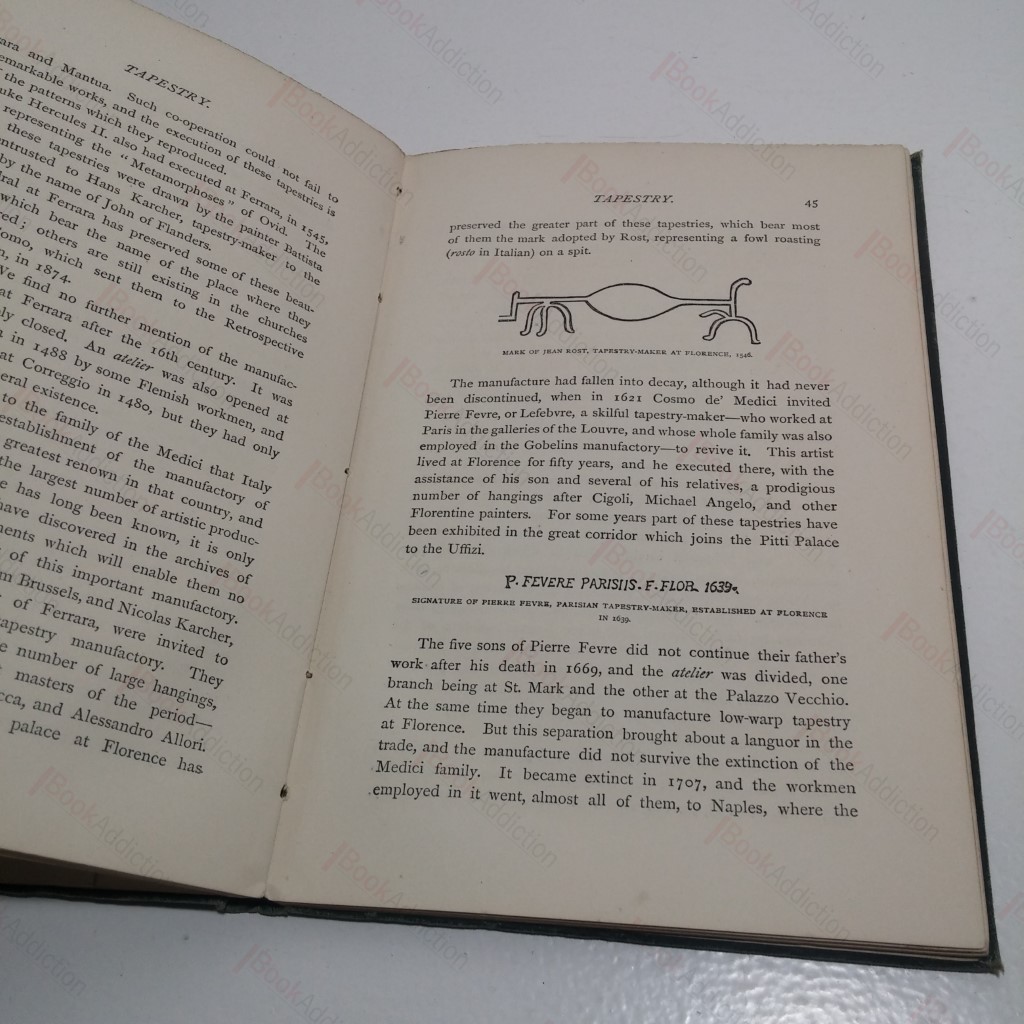 TAPESTRY.
ara and Mantua. Such co-operation could not fail to
emarkable works, and the execution of these tapestries is
the patterns which they reproduced.
uke Hercules II. also had executed at Ferrara, in 1545,
representing the "Metamorphoses" of Ovid. The
these tapestries were drawn by the painter Battista
ntrusted to Hans Karcher, tapestry-maker to the
by the name of John of Flanders.
dral at Ferrara has preserved some of these beau-
which bear the name of the place where they
red; others are still existing in the churches
omo, which sent them to the Retrospective
n, in 1874.
We find no further mention of the manufac-
at Ferrara after the 16th century. It was
ly closed. An atelier was also opened at
in 1488 by some Flemish workmen, and
at Correggio in 1480, but they had only
eral existence.
to the family of the Medici that Italy
establishment of the manufactory of
greatest renown in that country, and
the largest number of artistic produc-
e has long been known, it is only
have discovered in the archives of
ments which will enable them no
of this important manufactory.
m Brussels, and Nicolas Karcher,
of Ferrara, were invited to
apestry manufactory. They
e number of large hangings,
masters of the period—
cca, and Alessandro Allori.
palace at Florence has
TAPESTRY. 45
preserved the greater part of these tapestries, which bear most
of them the mark adopted by Rost, representing a fowl roasting
(rosto in Italian) on a spit.
MARK OF JEAN ROST, TAPESTRY-MAKER AT FLORENCE, 1546.
The manufacture had fallen into decay, although it had never
been discontinued, when in 1621 Cosmo de' Medici invited
Pierre Fevre, or Lefebvre, a skilful tapestry-maker—who worked at
Paris in the galleries of the Louvre, and whose whole family was also
employed in the Gobelins manufactory—to revive it. This artist
lived at Florence for fifty years, and he executed there, with the
assistance of his son and several of his relatives, a prodigious
number of hangings after Cigoli, Michael Angelo, and other
Florentine painters. For some years part of these tapestries have
been exhibited in the great corridor which joins the Pitti Palace
to the Uffizi.
P. FEVERE PARISIIS. F. FLOR. 1639.
SIGNATURE OF PIERRE FEVRE, PARISIAN TAPESTRY-MAKER, ESTABLISHED AT FLORENCE
IN 1639.
The five sons of Pierre Fevre did not continue their father's
work after his death in 1669, and the atelier was divided, one
branch being at St. Mark and the other at the Palazzo Vecchio.
At the same time they began to manufacture low-warp tapestry
at Florence. But this separation brought about a languor in the
trade, and the manufacture did not survive the extinction of the
Medici family. It became extinct in 1707, and the workmen
employed in it went, almost all of them, to Naples, where the
BookAddiction